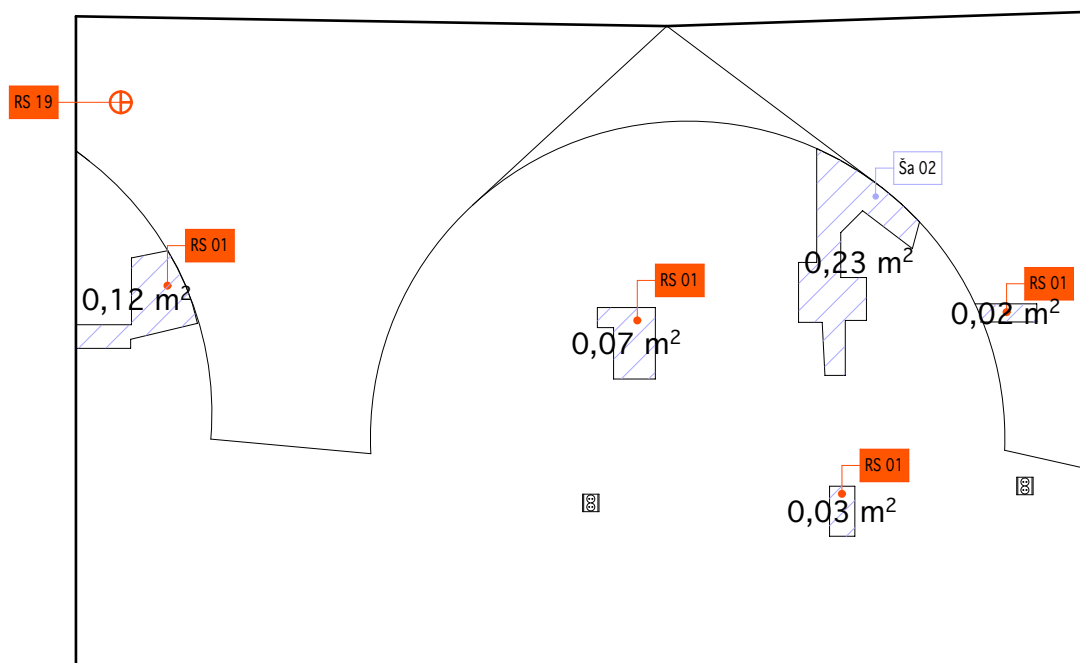 RS 19
Ša 02
RS 01
0,23 m²
RS 01
RS 01
0,12 m²
0,02 m²
0,07 m²
RS 01
0,03 m²